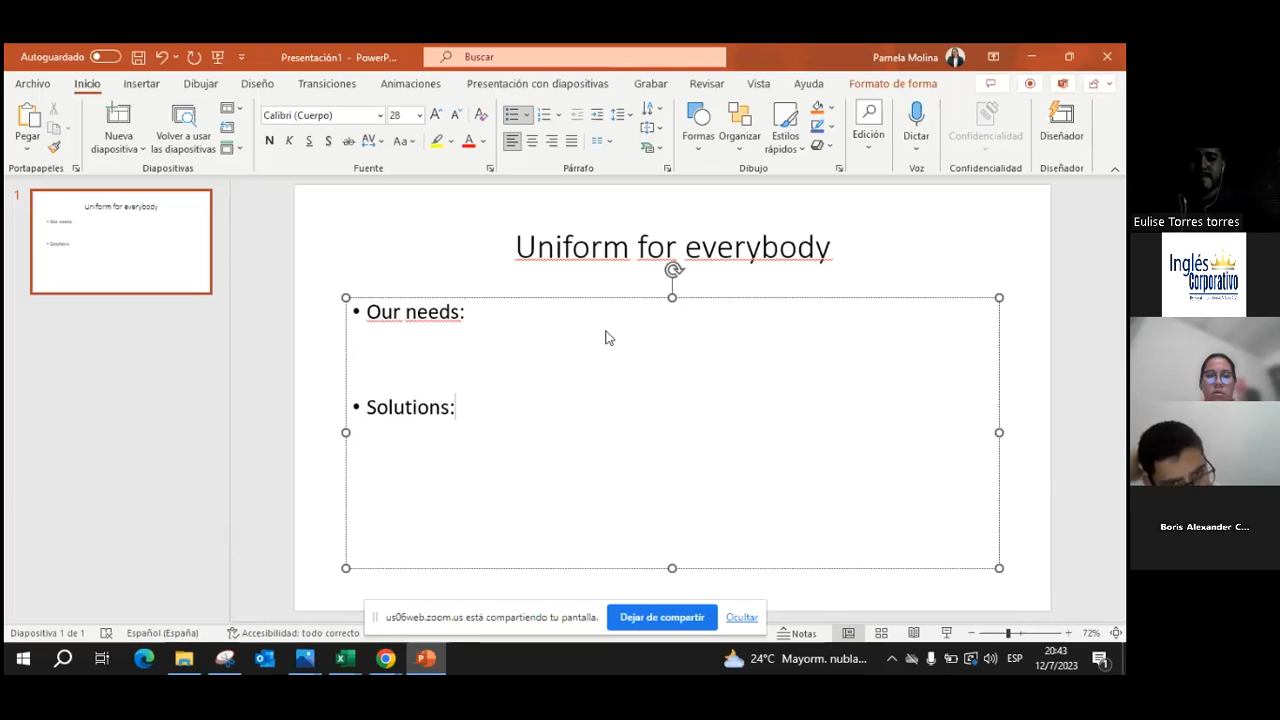 Autoguardado
Presentación1 - PowerP...
Buscar
Pamela Molina
Archivo
Inicio
Insertar
Dibujar
Diseño
Transiciones
Animaciones
Presentación con diapositivas
Grabar
Revisar
Vista
Ayuda
Formato de forma
Pegar
Nueva
diapositiva
Volver a usar
las diapositivas
Calibri (Cuerpo)
28
Formas
Organizar
Estilos
rápidos
Edición
Dictar
Confidencialidad
Diseñador
Portapapeles
Diapositivas
Fuente
Párrafo
Dibujo
Voz
Confidencialidad
Diseñador
1
Uniform for everybody
• Our needs:
• Solutions:
Uniform for everybody
• Our needs:
• Solutions:
Eulise Torres torres
Inglés
Corporativo
Boris Alexander C...
us06web.zoom.us está compartiendo tu pantalla.
Dejar de compartir
Ocultar
Diapositiva 1 de 1
Español (España)
Accesibilidad: todo correcto
Notas
72%
24°C Mayorm. nubla...
ESP
20:43
12/7/2023
1